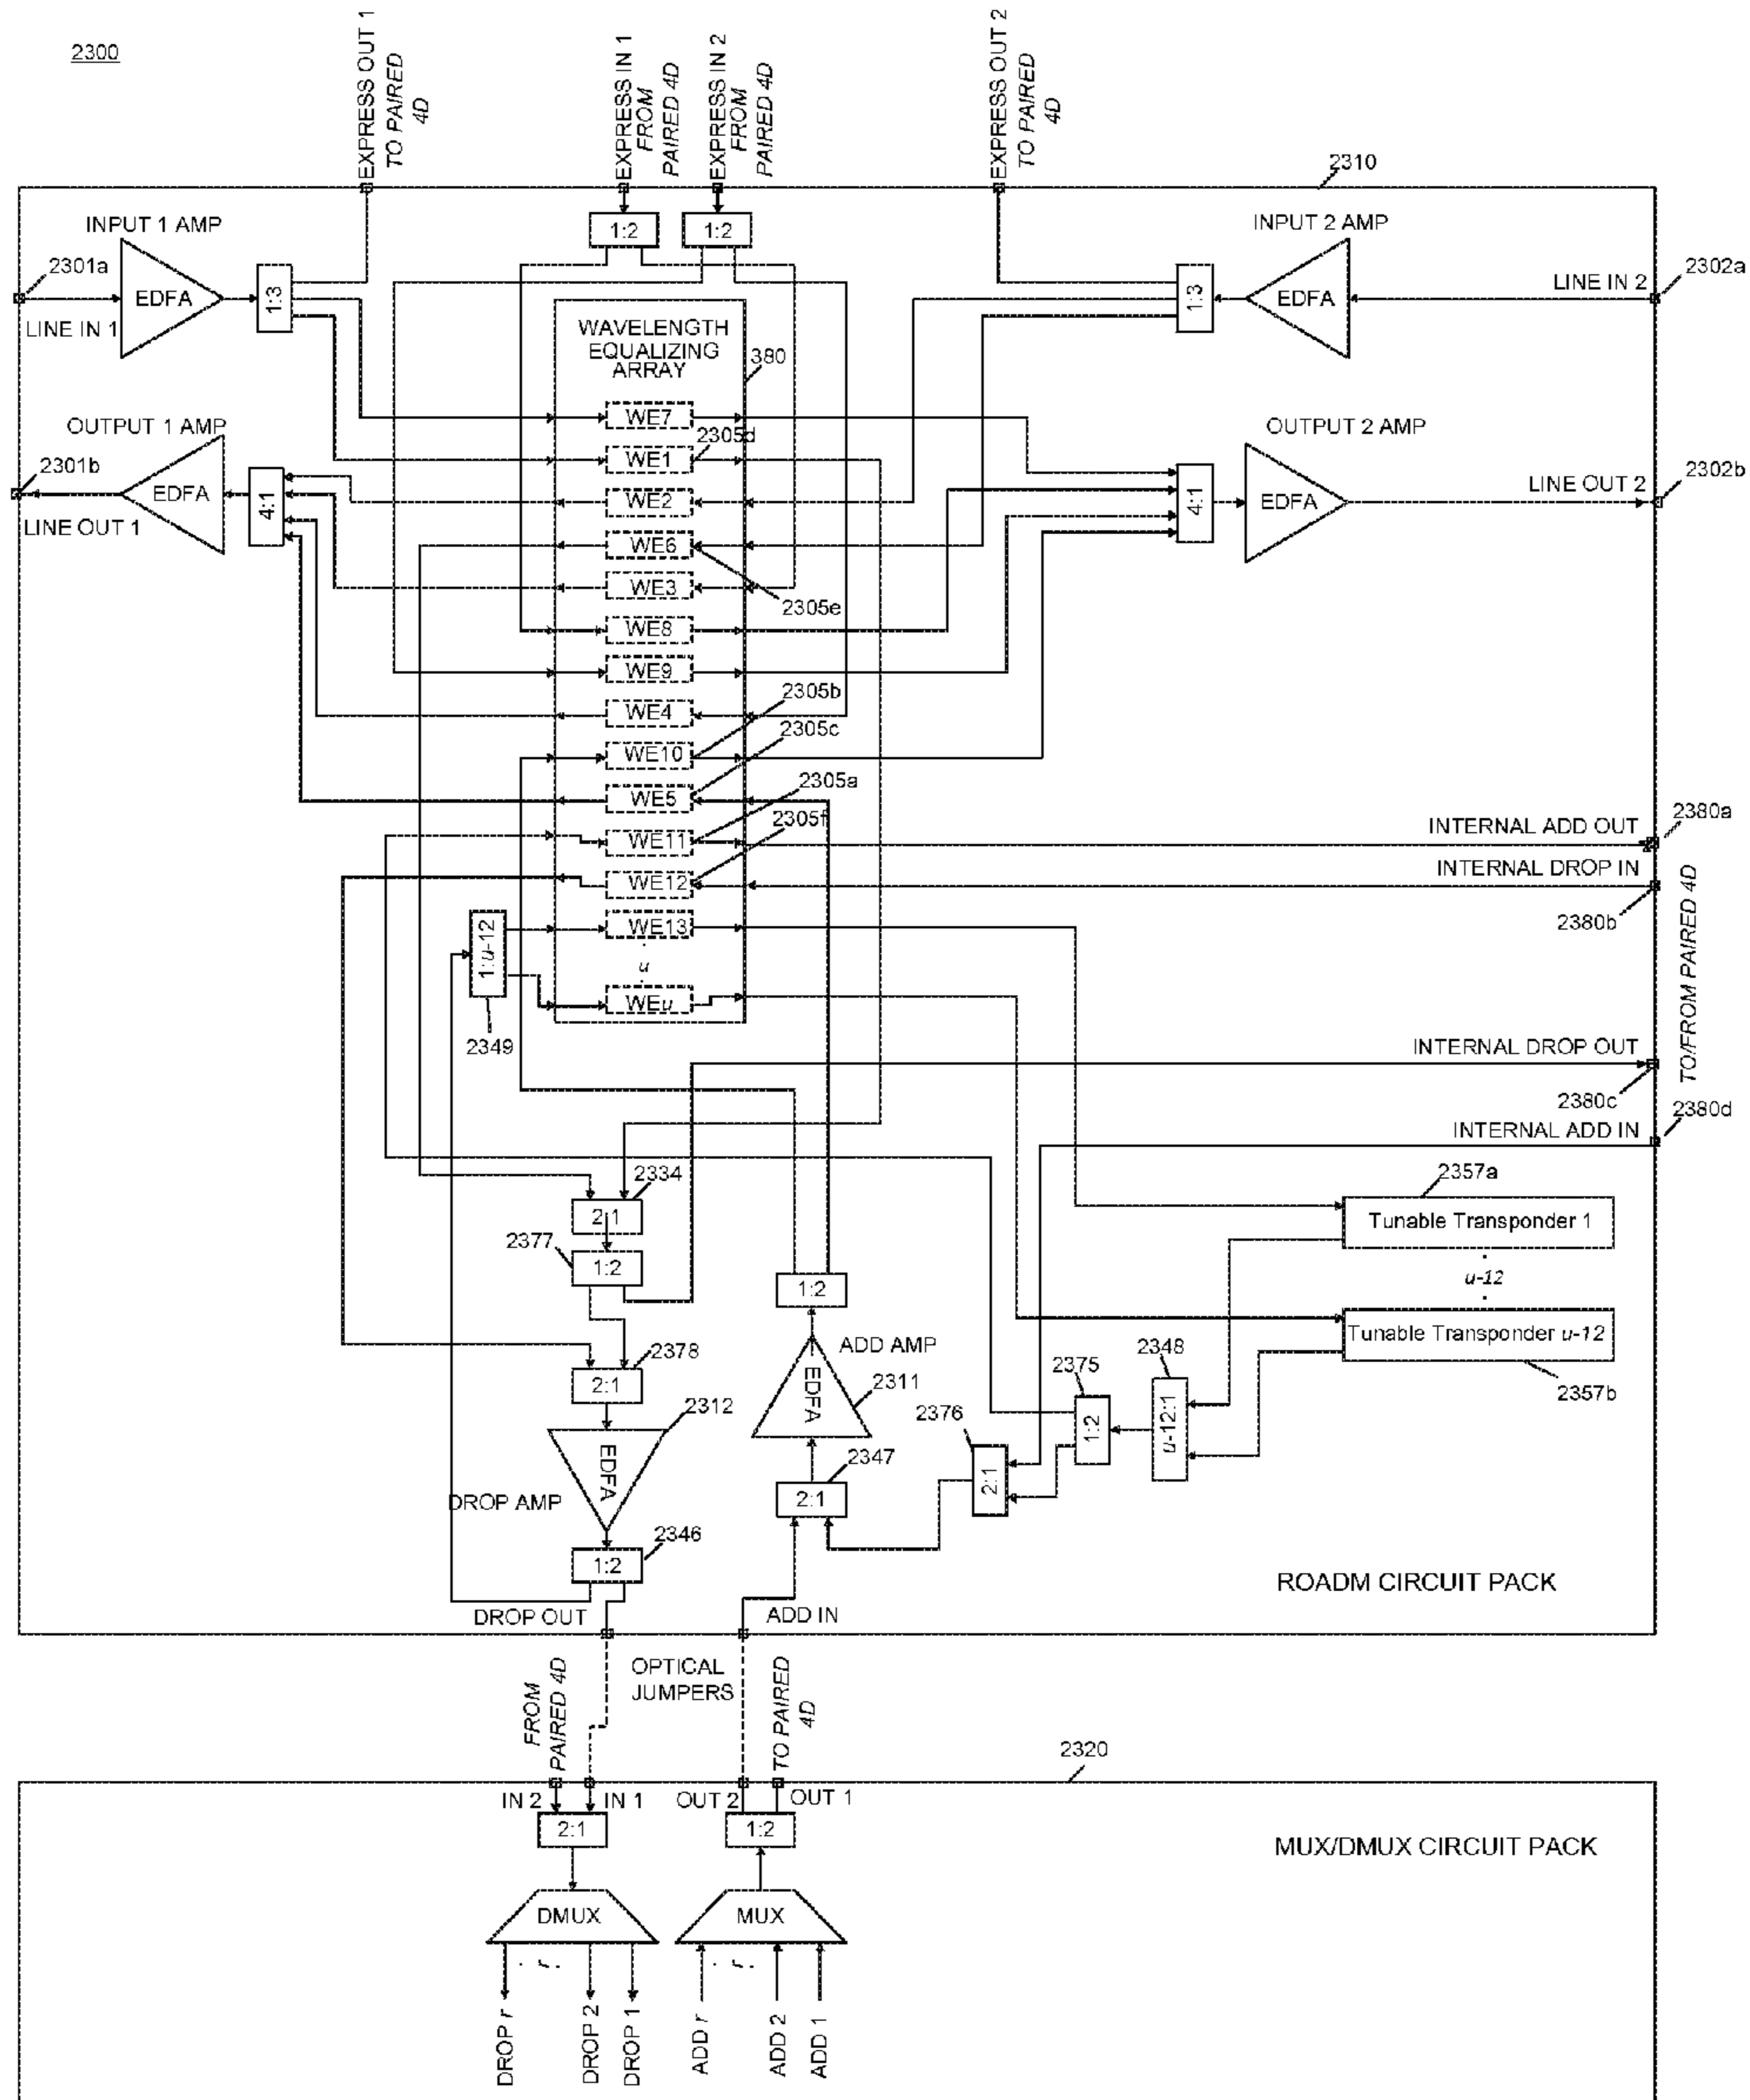 2300
EXPRESS OUT 1
TO PAIRED
4D
EXPRESS IN 1
FROM
PAIRED 4D
EXPRESS IN 2
FROM
PAIRED 4D
EXPRESS OUT 2
TO PAIRED
4D
2310
INPUT 1 AMP
2301a
EDFA
LINE IN 1
1:3
1:2
1:2
INPUT 2 AMP
2302a
LINE IN 2
EDFA
1:3
WAVELENGTH
EQUALIZING
ARRAY
380
OUTPUT 1 AMP
2301b
EDFA
LINE OUT 1
4:1
OUTPUT 2 AMP
LINE OUT 2
2302b
EDFA
4:1
WE7
WE1
2305d
WE2
WE6
2305e
WE3
WE8
WE9
2305b
WE4
2305c
WE10
WE5
2305a
2305f
WE11
INTERNAL ADD OUT
2380a
WE12
INTERNAL DROP IN
2380b
WE13
. u .
WEu
1:u-12
2349
TO/FROM PAIRED 4D
INTERNAL DROP OUT
2380c
2380d
INTERNAL ADD IN
2334
2:1
2377
1:2
2357a
Tunable Transponder 1
. u-12 .
Tunable Transponder u-12
2357b
1:2
ADD AMP
EDFA
2311
2378
2:1
2312
EDFA
DROP AMP
2348
u-12:1
2375
1:2
2376
2:1
2347
2:1
2346
1:2
DROP OUT
ADD IN
ROADM CIRCUIT PACK
FROM
PAIRED 4D
OPTICAL
JUMPERS
TO PAIRED
4D
2320
IN 2
IN 1
OUT 2
OUT 1
2:1
1:2
MUX/DMUX CIRCUIT PACK
DMUX
MUX
. r .
. r .
DROP r
DROP 2
DROP 1
ADD r
ADD 2
ADD 1